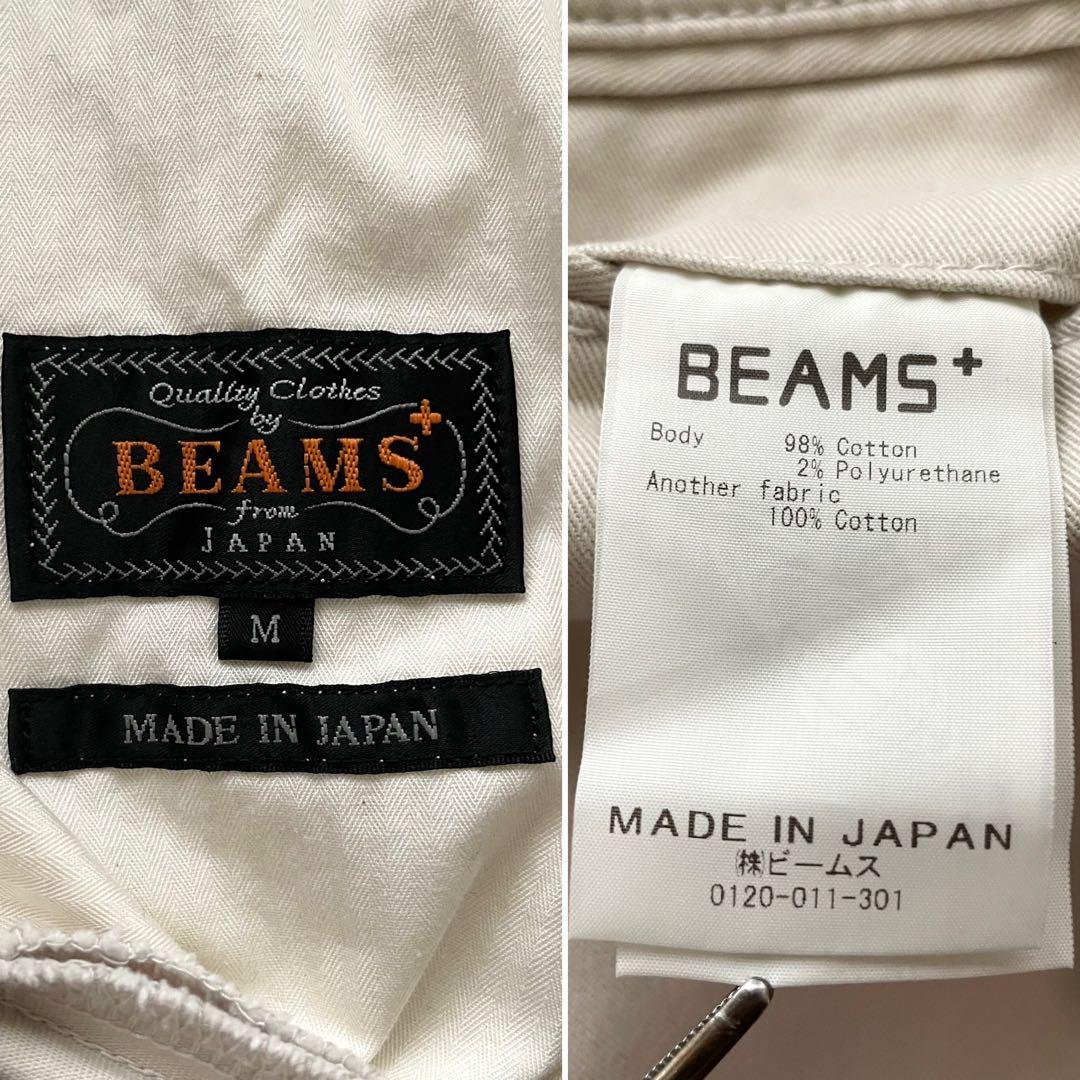 Quality Clothes
by
BEAMS+
from
JAPAN
M
MADE IN JAPAN
BEAMS+
Body 98% Cotton
2% Polyurethane
Another fabric
100% Cotton
MADE IN JAPAN
㈱ビームス
0120-011-301